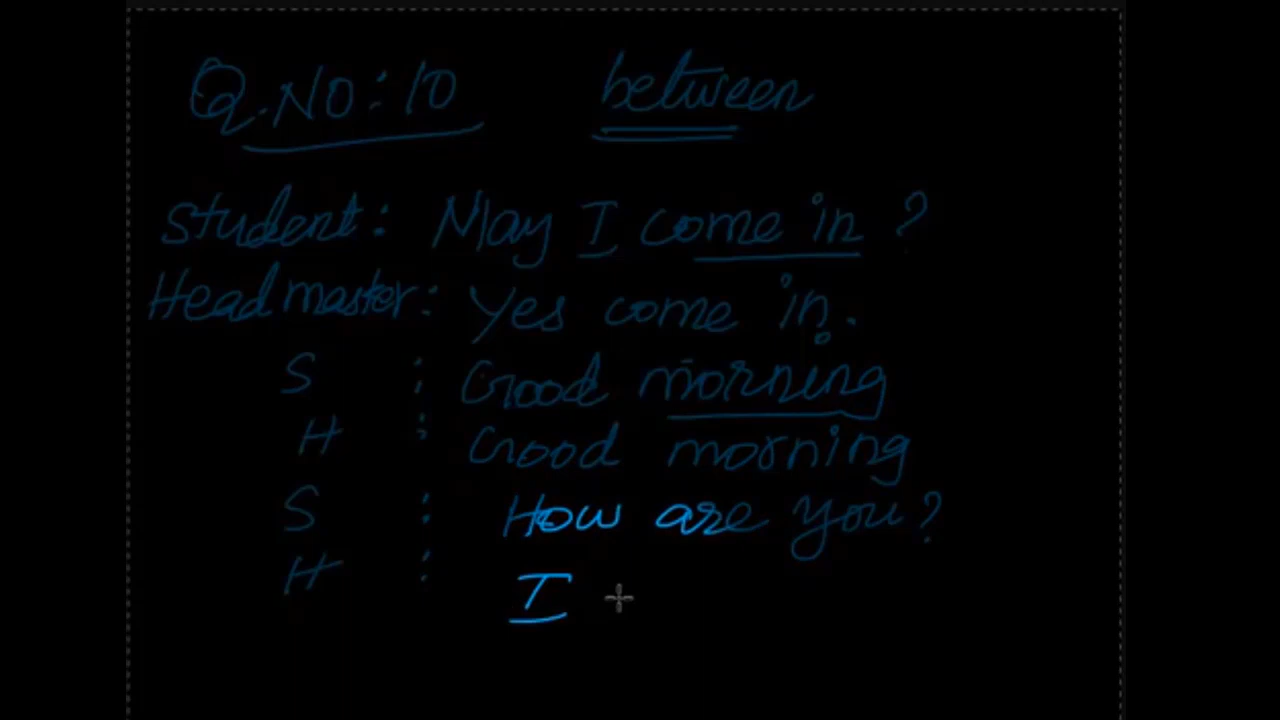 Q.NO:10 between
Student: May I come in ?
Headmaster: Yes come in.
S : Good morning
H : Good morning
S : How are you?
H : I